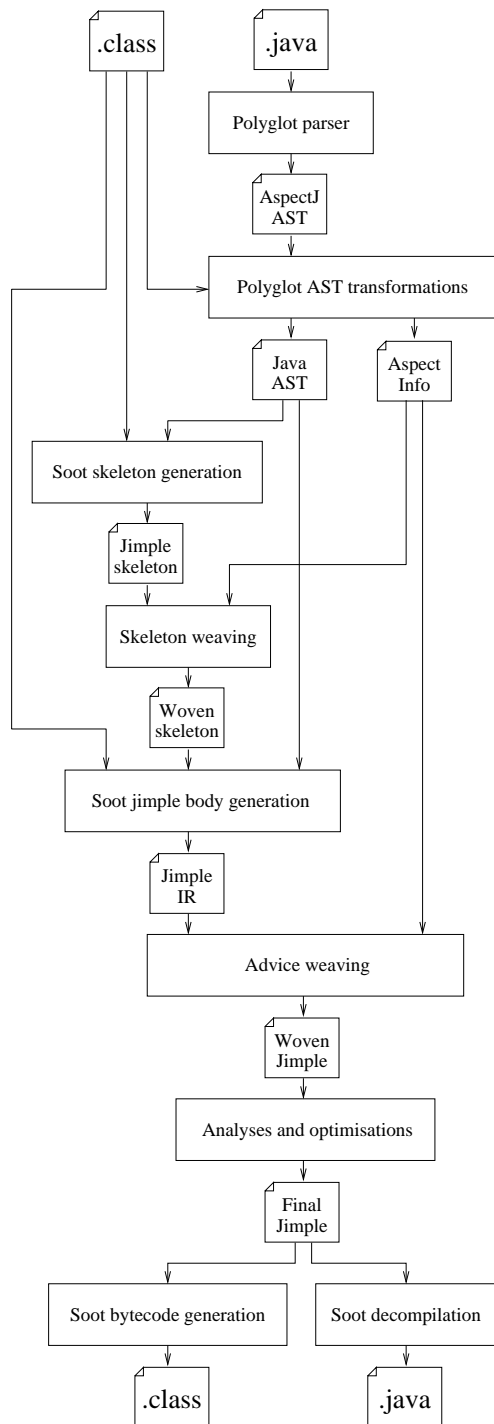 .class
.java
Polyglot parser
AspectJ
AST
Polyglot AST transformations
Java
AST
Aspect
Info
Soot skeleton generation
Jimple
skeleton
Skeleton weaving
Woven
skeleton
Soot jimple body generation
Jimple
IR
Advice weaving
Woven
Jimple
Analyses and optimisations
Final
Jimple
Soot bytecode generation
Soot decompilation
.class
.java